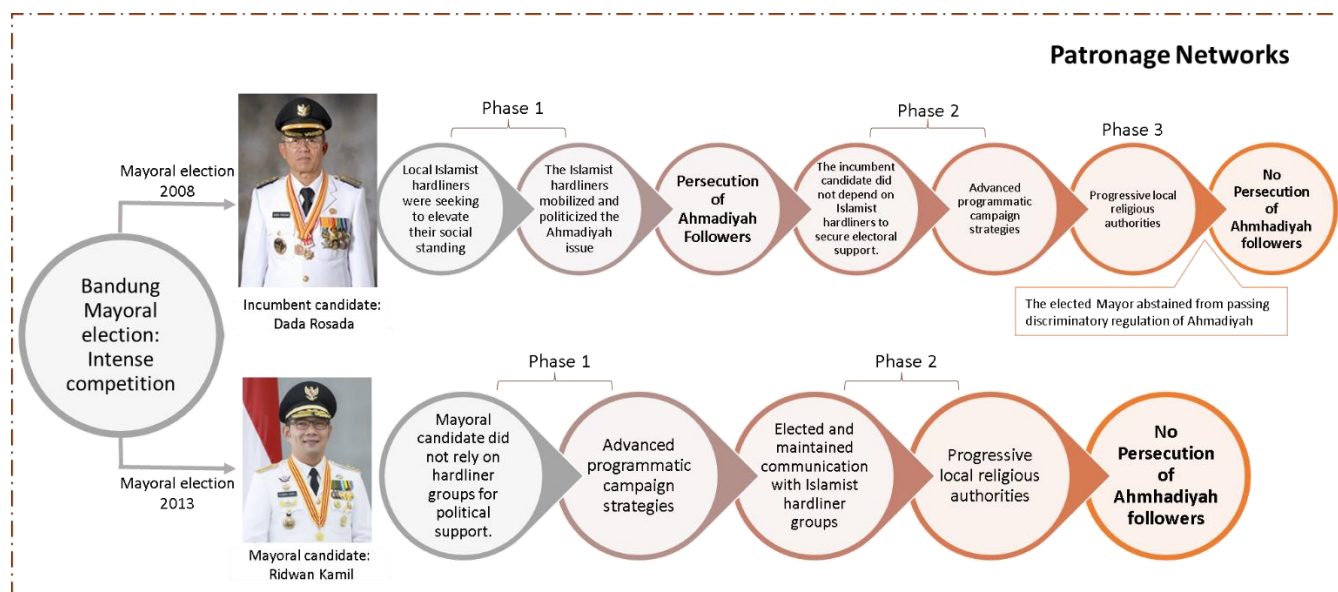 Patronage Networks
Mayoral election
2008
Incumbent candidate:
Dada Rosada
Phase 1
Local Islamist
hardliners
were seeking
to elevate
their social
standing
The Islamist
hardliners
mobilized and
politicized the
Ahmadiyah
issue
Persecution
of
Ahmadiyah
Followers
Phase 2
The incumbent
candidate did
not depend on
Islamist
hardliners to
secure electoral
support.
Advanced
programmatic
campaign
strategies
Phase 3
Progressive local
religious
authorities
No
Persecution
of
Ahmhadiyah
followers
The elected Mayor abstained from passing
discriminatory regulation of Ahmadiyah
Bandung
Mayoral
election:
Intense
competition
Mayoral election
2013
Mayoral candidate:
Ridwan Kamil
Phase 1
Mayoral
candidate did
not rely on
hardliner
groups for
political
support.
Advanced
programmatic
campaign
strategies
Phase 2
Elected and
maintained
communication
with Islamist
hardliner
groups
Progressive
local religious
authorities
No
Persecution
of
Ahmhadiyah
followers